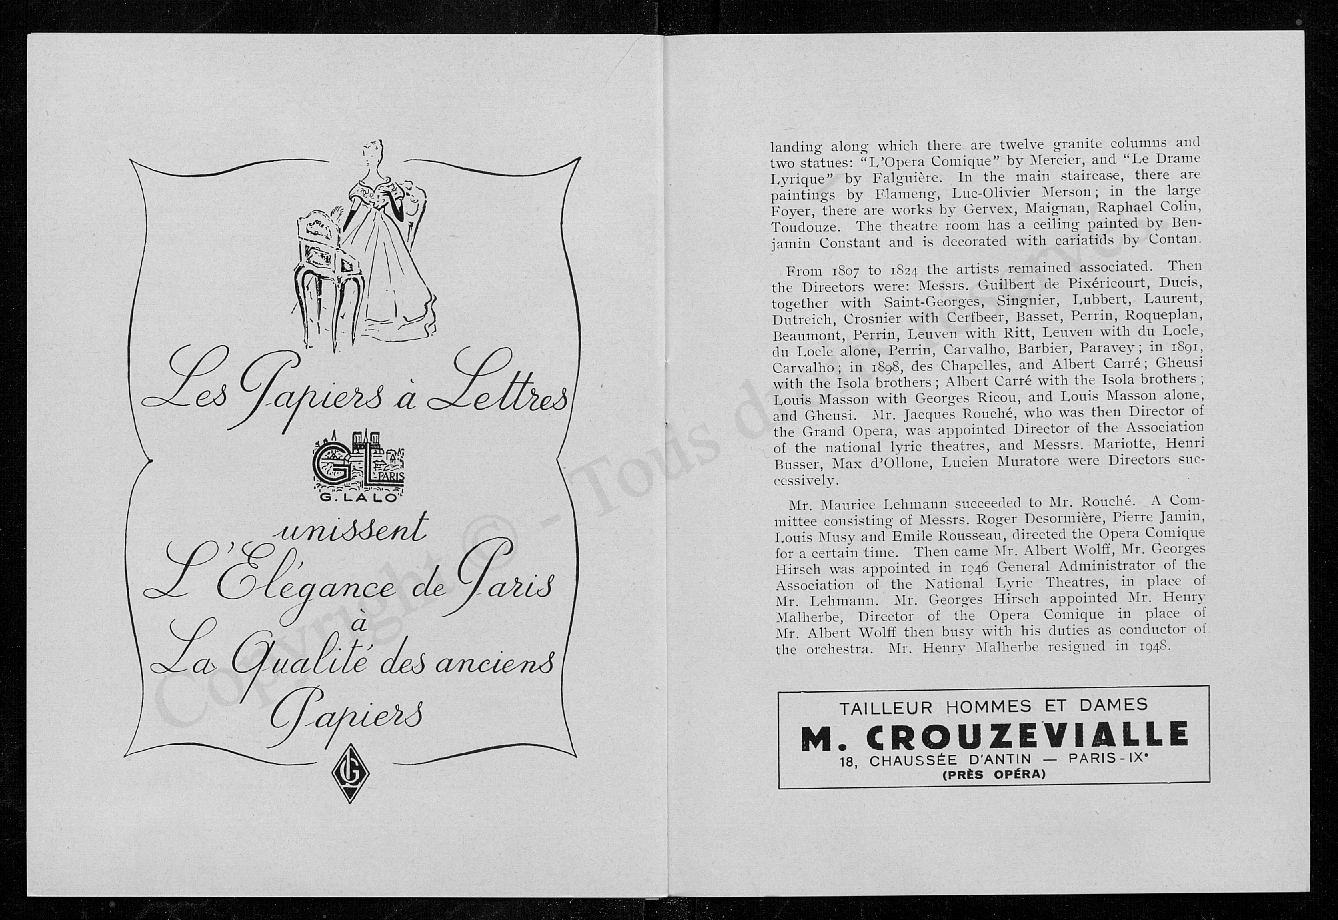 Les Papiers à Lettres
GL
PARIS
G. LALO
unissent
L'Elégance de Paris
à
La Qualité des anciens
Papiers
GL
landing along which there are twelve granite columns and
two statues: "L'Opera Comique" by Mercier, and "Le Drame
Lyrique" by Falguière. In the main staircase, there are
paintings by Flameng, Luc-Olivier Merson; in the large
Foyer, there are works by Gervex, Maignan, Raphael Colin,
Toudouze. The theatre room has a ceiling painted by Ben-
jamin Constant and is decorated with cariatids by Coutan.
From 1807 to 1824 the artists remained associated. Then
the Directors were: Messrs. Guilbert de Pixéricourt, Ducis,
together with Saint-Georges, Singnier, Lubbert, Laurent,
Dutreich, Crosnier with Cerfbeer, Basset, Perrin, Roqueplan,
Beaumont, Perrin, Leuven with Ritt, Leuven with du Locle,
du Locle alone, Perrin, Carvalho, Barbier, Paravey; in 1891,
Carvalho; in 1898, des Chapelles, and Albert Carré; Gheusi
with the Isola brothers; Albert Carré with the Isola brothers;
Louis Masson with Georges Ricou, and Louis Masson alone,
and Gheusi. Mr. Jacques Rouché, who was then Director of
the Grand Opera, was appointed Director of the Association
of the national lyric theatres, and Messrs. Mariotte, Henri
Busser, Max d'Ollone, Lucien Muratore were Directors suc-
cessively.
Mr. Maurice Lehmann succeeded to Mr. Rouché. A Com-
mittee consisting of Messrs. Roger Desormière, Pierre Jamin,
Louis Musy and Emile Rousseau, directed the Opera Comique
for a certain time. Then came Mr. Albert Wolff, Mr. Georges
Hirsch was appointed in 1946 General Administrator of the
Association of the National Lyric Theatres, in place of
Mr. Lehmann. Mr. Georges Hirsch appointed Mr. Henry
Malherbe, Director of the Opera Comique in place of
Mr. Albert Wolff then busy with his duties as conductor of
the orchestra. Mr. Henry Malherbe resigned in 1948.
TAILLEUR HOMMES ET DAMES
M. CROUZEVIALLE
18, CHAUSSÉE D'ANTIN — PARIS-IXe
(PRÈS OPÉRA)
Copyright © - Tous d